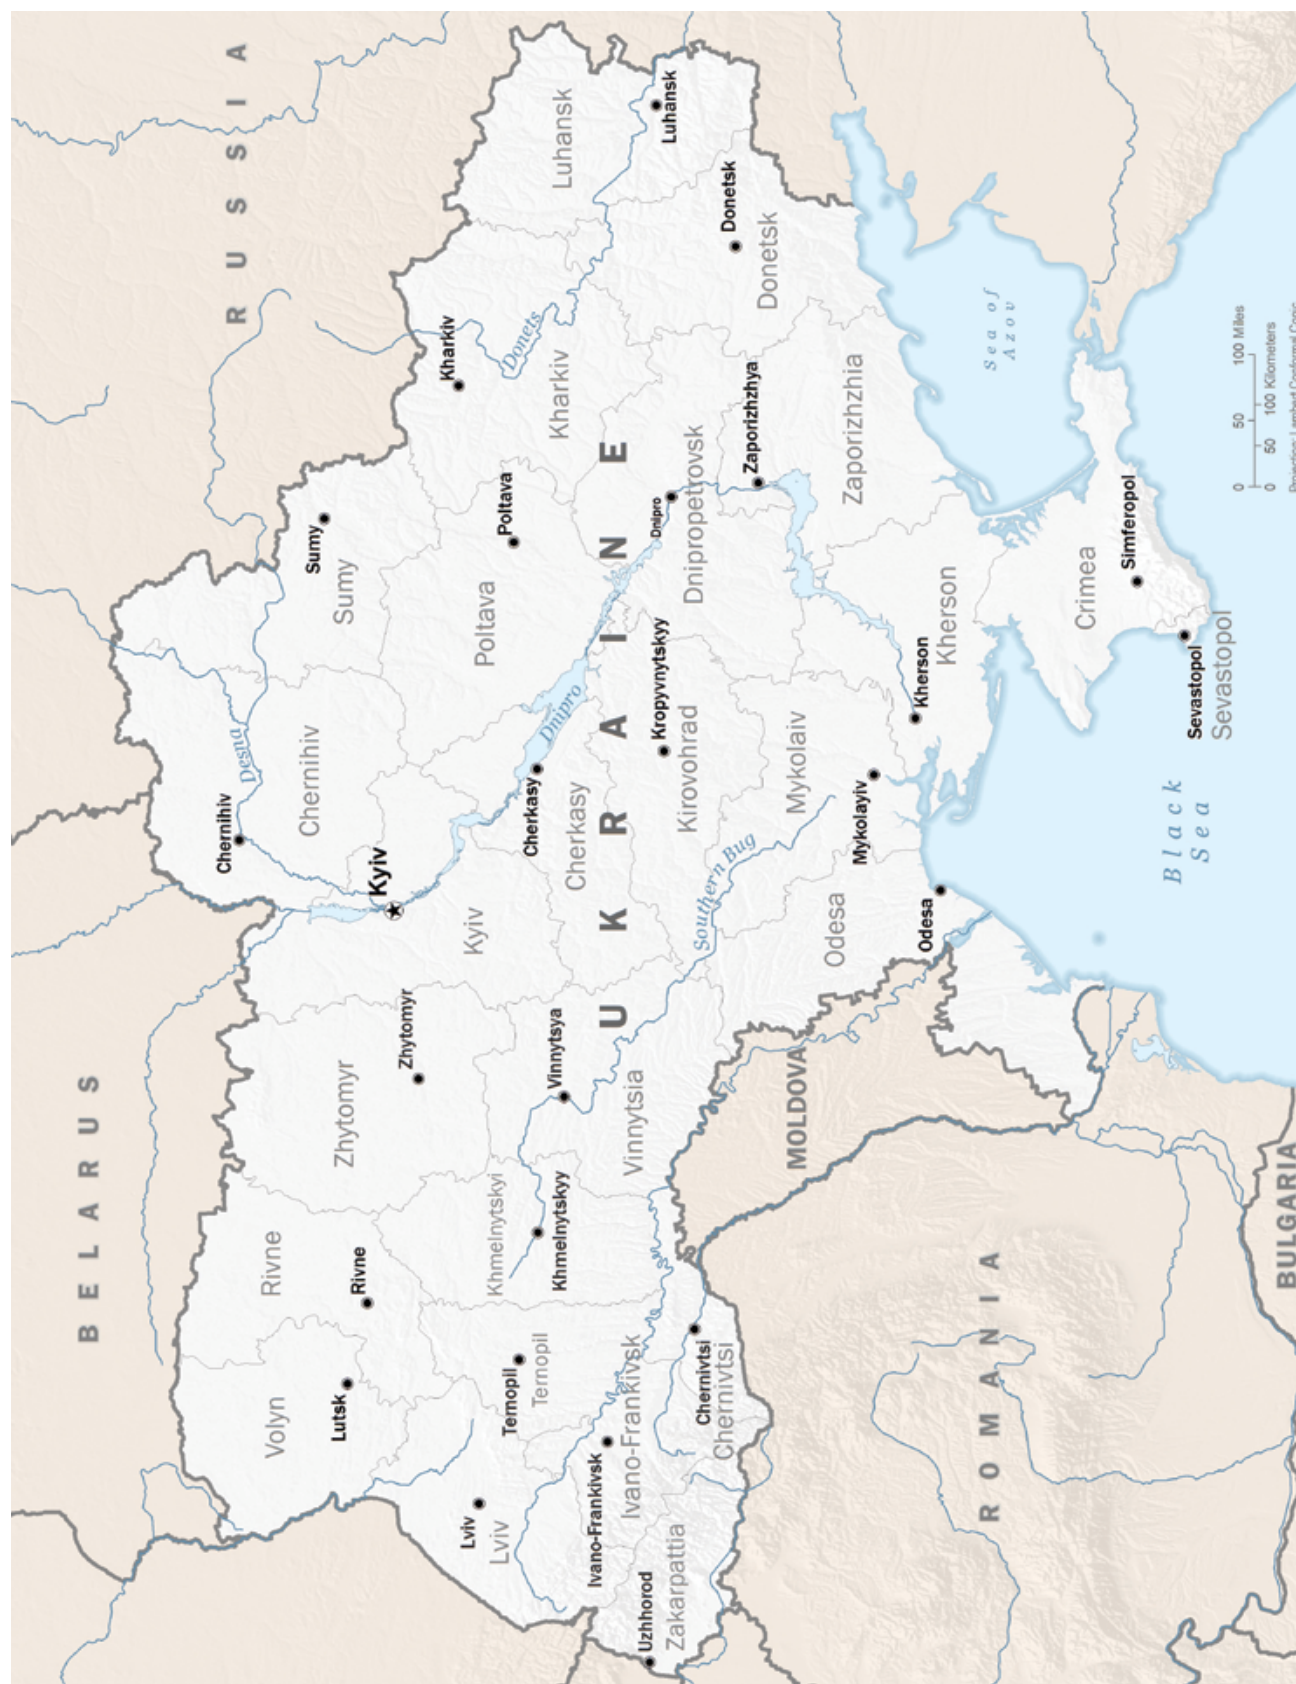 RUSSIA
BELARUS
UKRAINE
MOLDOVA
ROMANIA
BULGARIA
Volyn
Lutsk
Rivne
Rivne
Zhytomyr
Zhytomyr
Kyiv
Kyiv
Chernihiv
Chernihiv
Desna
Sumy
Sumy
Lviv
Lviv
Ternopil
Ternopil
Khmelnytskyi
Khmelnytskyy
Vinnytsya
Vinnytsia
Cherkasy
Cherkasy
Dnipro
Poltava
Poltava
Kharkiv
Kharkiv
Donets
Luhansk
Luhansk
Uzhhorod
Zakarpattia
Ivano-Frankivsk
Ivano-Frankivsk
Chernivtsi
Chernivtsi
Southern Bug
Kropyvnytskyy
Kirovohrad
Dnipro
Dnipropetrovsk
Donetsk
Donetsk
Zaporizhzhya
Zaporizhzhia
Odesa
Odesa
Mykolaiv
Mykolayiv
Kherson
Kherson
Crimea
Simferopol
Sevastopol
Sevastopol
Black
Sea
Sea of
Azov
0 50 100 Miles
0 50 100 Kilometers
Projection: Lambert Conformal Conic